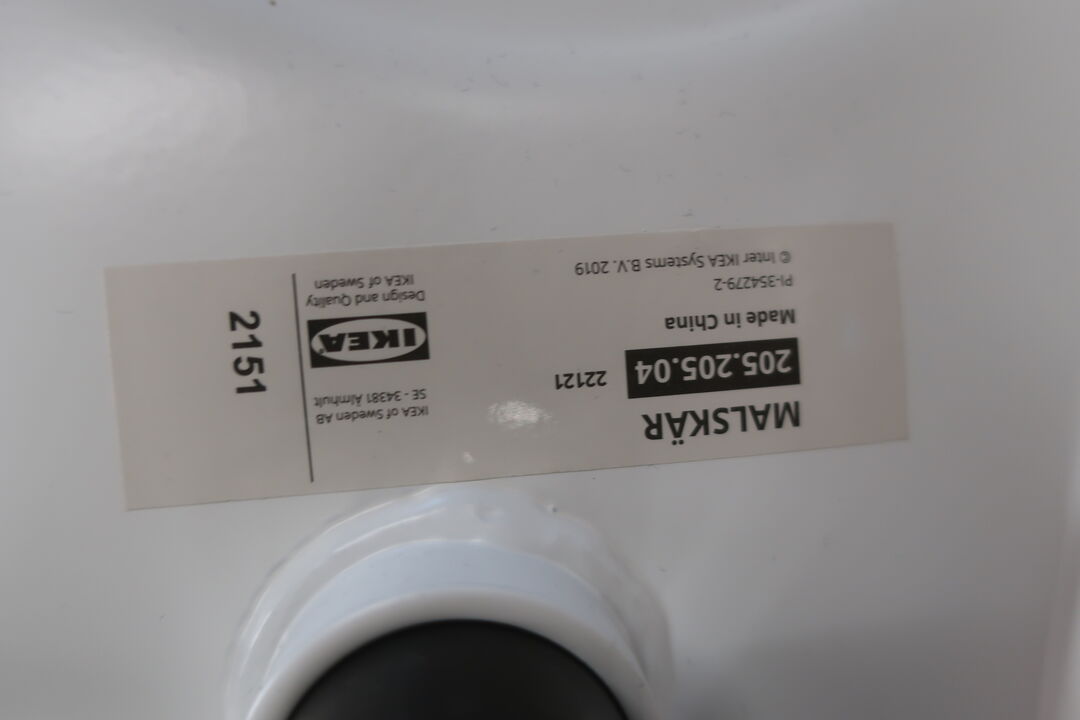 MALSKÄR
205.205.04 22121
Made in China
PI-354279-2
© Inter IKEA Systems B.V. 2019
IKEA of Sweden AB
SE - 34381 Älmhult
IKEA
Design and Quality
IKEA of Sweden
2151